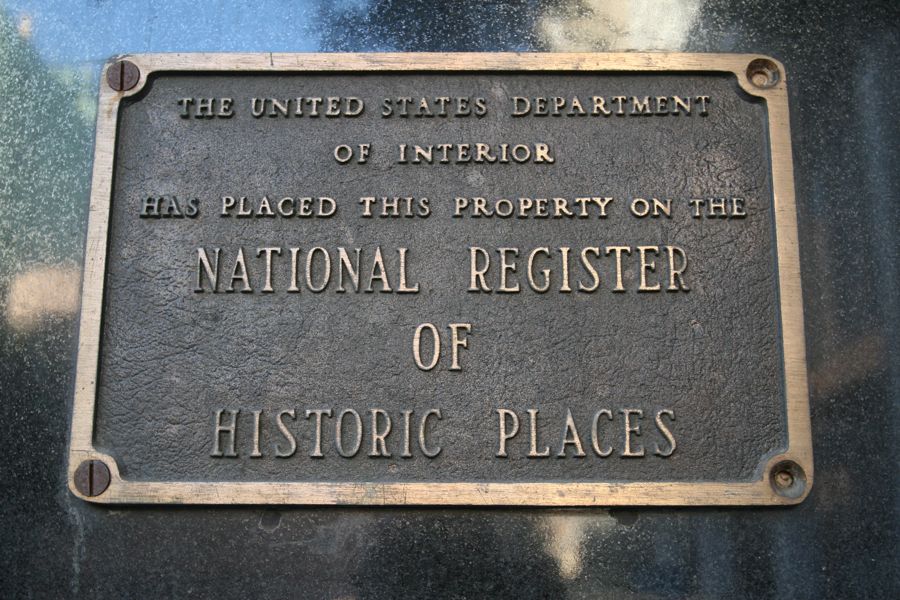 THE UNITED STATES DEPARTMENT
OF INTERIOR
HAS PLACED THIS PROPERTY ON THE
NATIONAL REGISTER
OF
HISTORIC PLACES